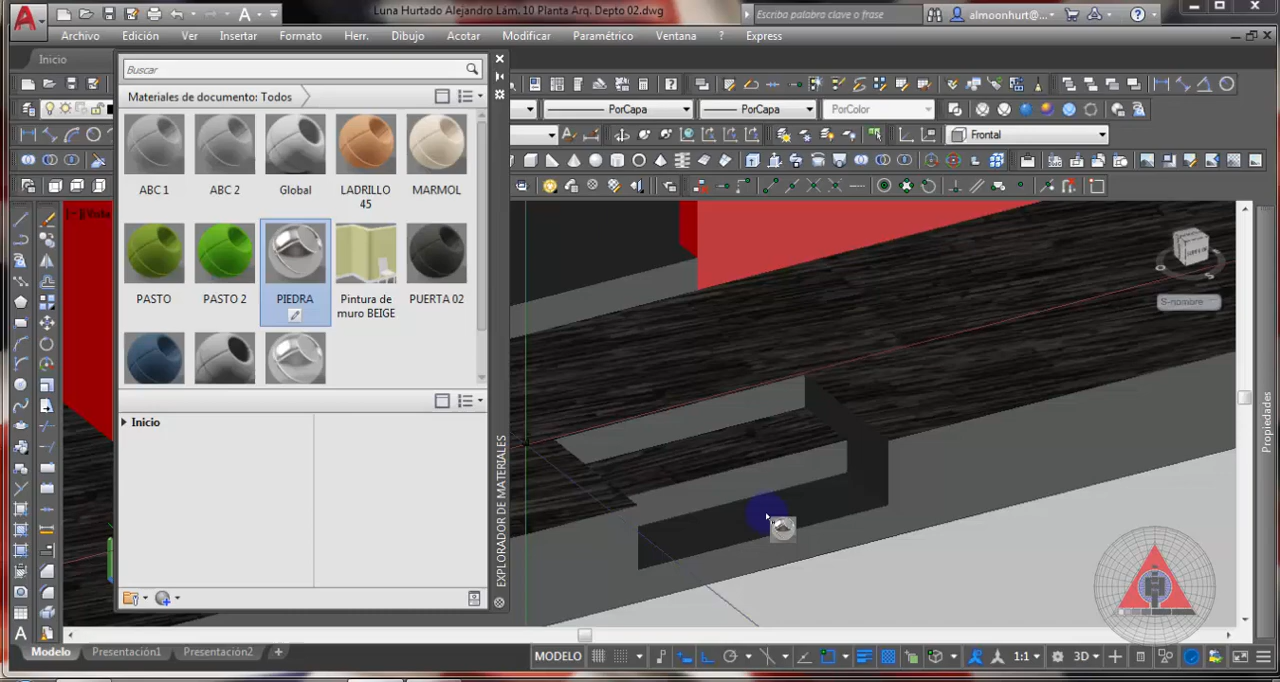 Luna Hurtado Alejandro Lám. 10 Planta Arq. Depto 02.dwg
Escriba palabra clave o frase
almoonhurt@...
Archivo Edición Ver Insertar Formato Herr. Dibujo Acotar Modificar Paramétrico Ventana ? Express
Inicio
Buscar
Materiales de documento: Todos
PorCapa
PorCapa
PorColor
Frontal
ABC 1
ABC 2
Global
LADRILLO
45
MARMOL
PASTO
PASTO 2
PIEDRA
Pintura de
muro BEIGE
PUERTA 02
Inicio
EXPLORADOR DE MATERIALES
S-nombre
Propiedades
Modelo Presentación1 Presentación2 +
MODELO
1:1
3D